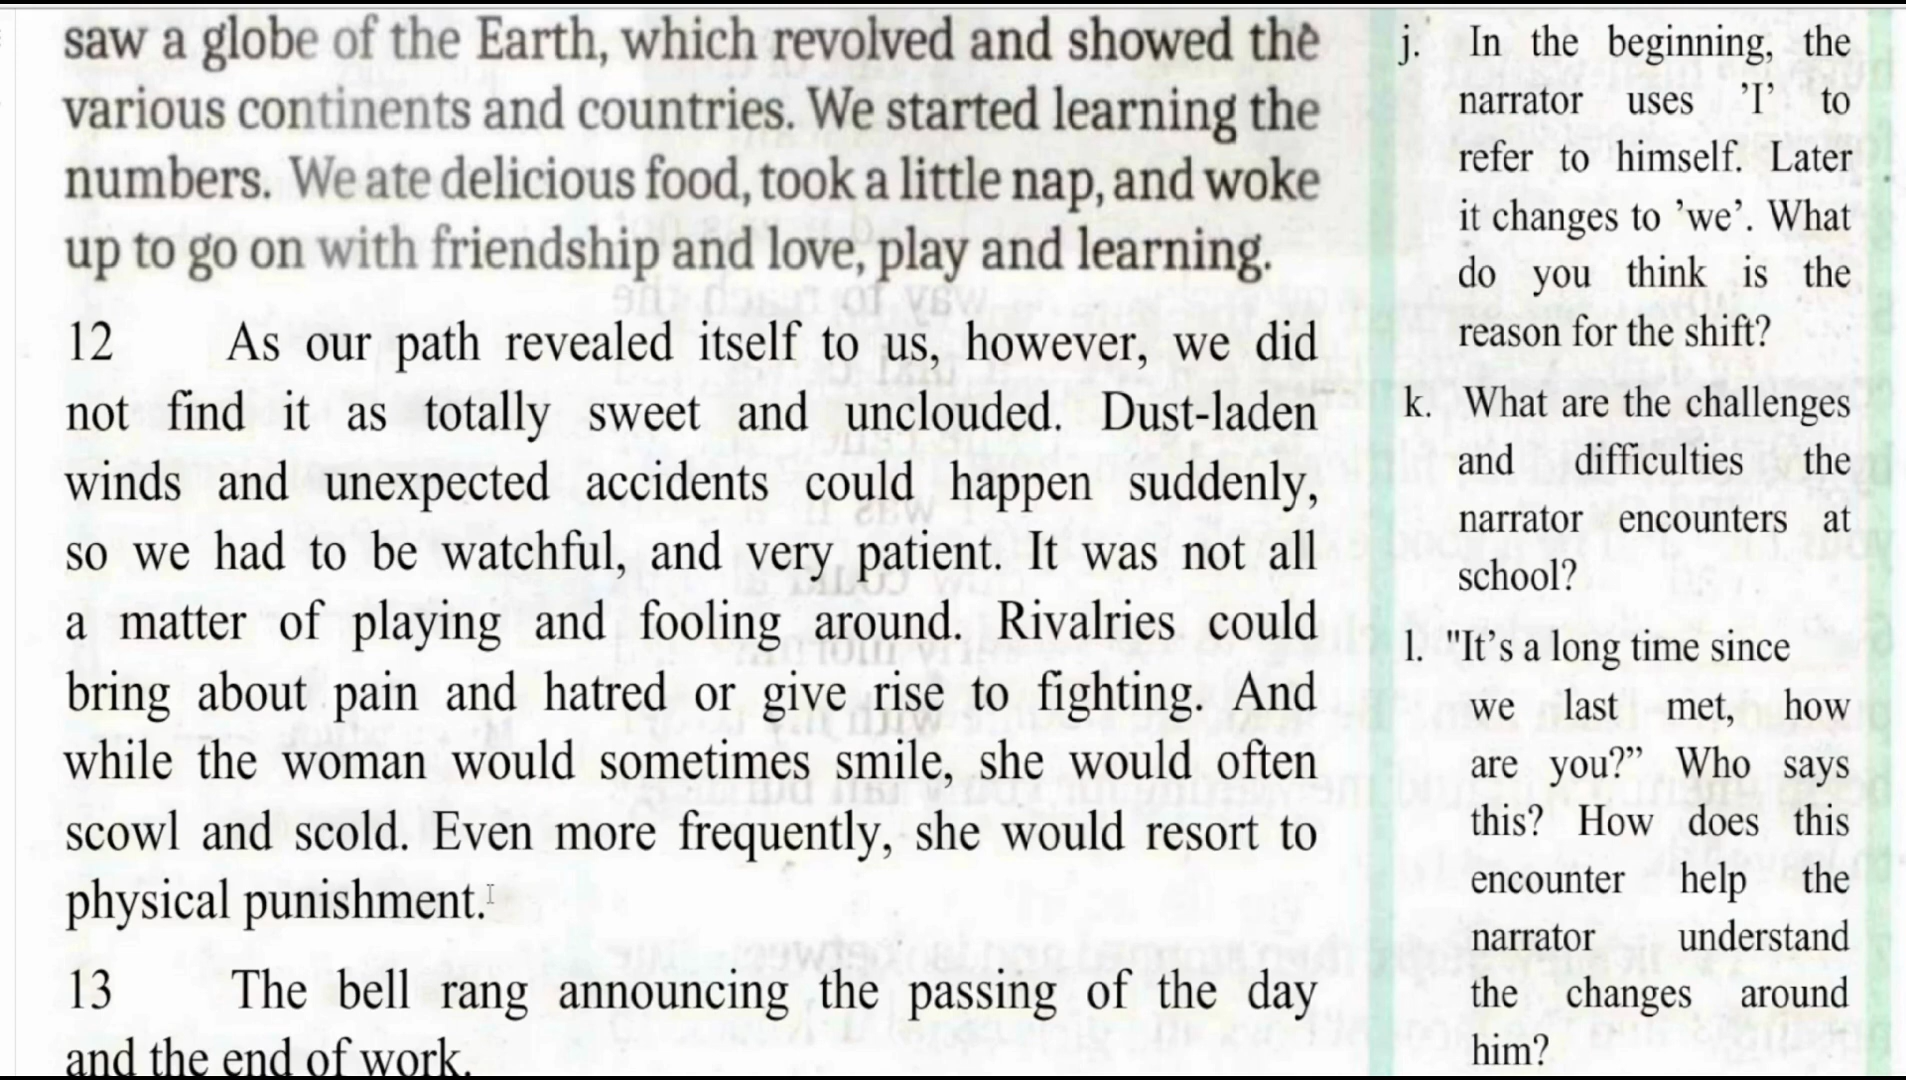 saw a globe of the Earth, which revolved and showed the
various continents and countries. We started learning the
numbers. We ate delicious food, took a little nap, and woke
up to go on with friendship and love, play and learning.
12 As our path revealed itself to us, however, we did
not find it as totally sweet and unclouded. Dust-laden
winds and unexpected accidents could happen suddenly,
so we had to be watchful, and very patient. It was not all
a matter of playing and fooling around. Rivalries could
bring about pain and hatred or give rise to fighting. And
while the woman would sometimes smile, she would often
scowl and scold. Even more frequently, she would resort to
physical punishment.
13 The bell rang announcing the passing of the day
and the end of work.
j. In the beginning, the
narrator uses ’I’ to
refer to himself. Later
it changes to ’we’. What
do you think is the
reason for the shift?
k. What are the challenges
and difficulties the
narrator encounters at
school?
l. "It’s a long time since
we last met, how
are you?” Who says
this? How does this
encounter help the
narrator understand
the changes around
him?